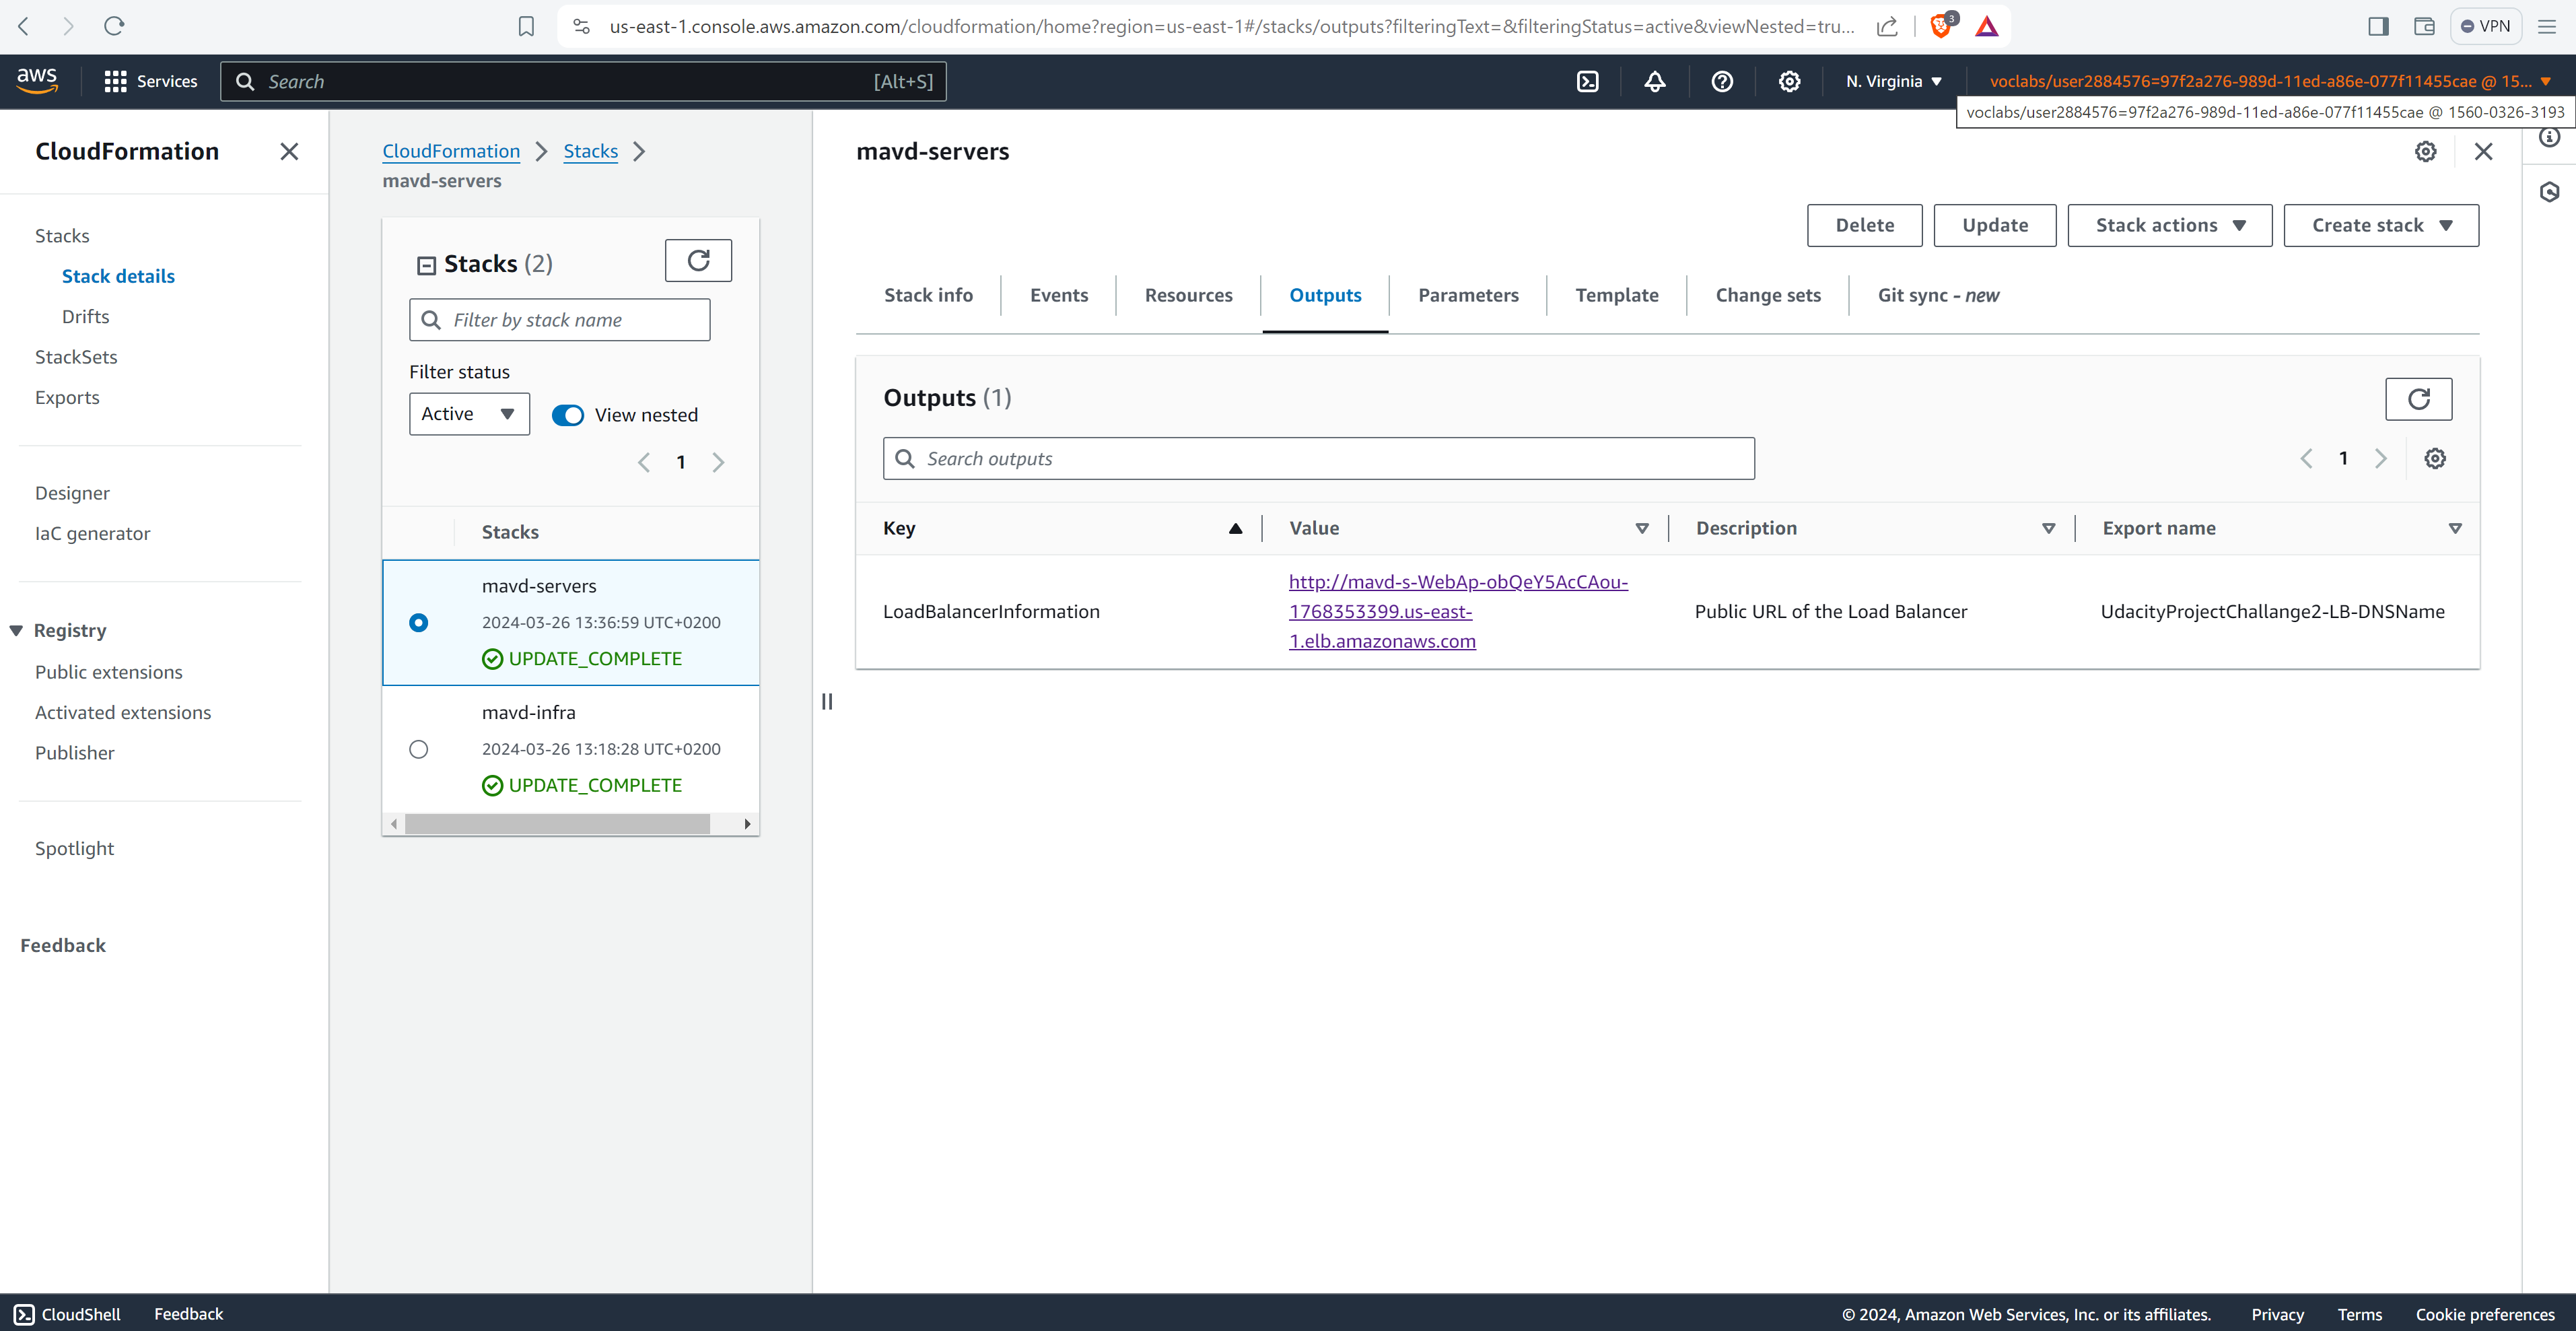 us-east-1.console.aws.amazon.com/cloudformation/home?region=us-east-1#/stacks/outputs?filteringText=&filteringStatus=active&viewNested=tru...
3
VPN
aws
Services
Search
[Alt+S]
N. Virginia
voclabs/user2884576=97f2a276-989d-11ed-a86e-077f11455cae @ 15...
voclabs/user2884576=97f2a276-989d-11ed-a86e-077f11455cae @ 1560-0326-3193
CloudFormation
Stacks
Stack details
Drifts
StackSets
Exports
Designer
IaC generator
Registry
Public extensions
Activated extensions
Publisher
Spotlight
Feedback
CloudFormation
Stacks
mavd-servers
Stacks (2)
Filter by stack name
Filter status
Active
View nested
1
Stacks
mavd-servers
2024-03-26 13:36:59 UTC+0200
UPDATE_COMPLETE
mavd-infra
2024-03-26 13:18:28 UTC+0200
UPDATE_COMPLETE
mavd-servers
Delete
Update
Stack actions
Create stack
Stack info
Events
Resources
Outputs
Parameters
Template
Change sets
Git sync - new
Outputs (1)
Search outputs
1
Key
Value
Description
Export name
LoadBalancerInformation
http://mavd-s-WebAp-obQeY5AcCAou-
1768353399.us-east-
1.elb.amazonaws.com
Public URL of the Load Balancer
UdacityProjectChallange2-LB-DNSName
CloudShell
Feedback
© 2024, Amazon Web Services, Inc. or its affiliates.
Privacy
Terms
Cookie preferences